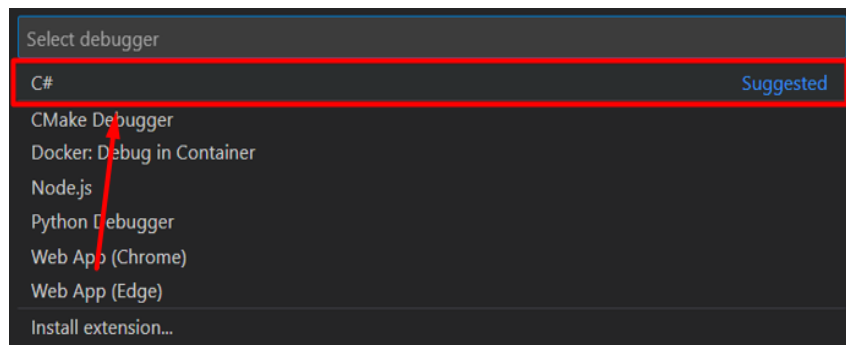 Select debugger
C# Suggested
CMake Debugger
Docker: Debug in Container
Node.js
Python Debugger
Web App (Chrome)
Web App (Edge)
Install extension...